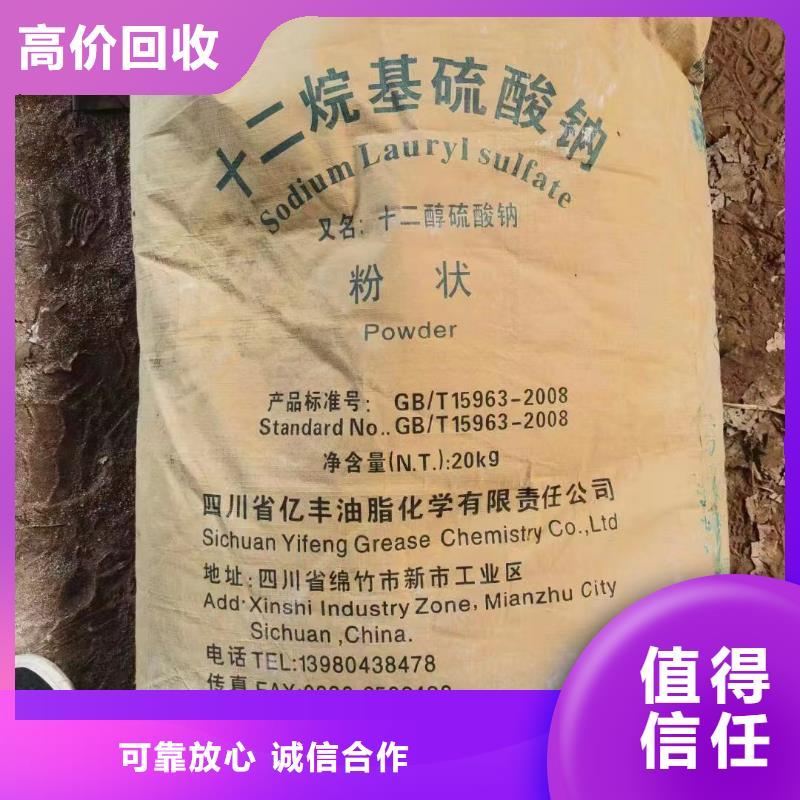 高价回收
十二烷基硫酸钠
Sodium Lauryl sulfate
又名: 十二醇硫酸钠
粉状
Powder
产品标准号: GB/T15963-2008
Standard No.. GB/T15963-2008
净含量(N.T.):20kg
四川省亿丰油脂化学有限责任公司
Sichuan Yifeng Grease Chemistry Co.,Ltd
地址: 四川省绵竹市新市工业区
Add: Xinshi Industry Zone, Mianzhu City
Sichuan ,China.
电话 TEL:13980438478
传真
值得
信任
可靠放心 诚信合作